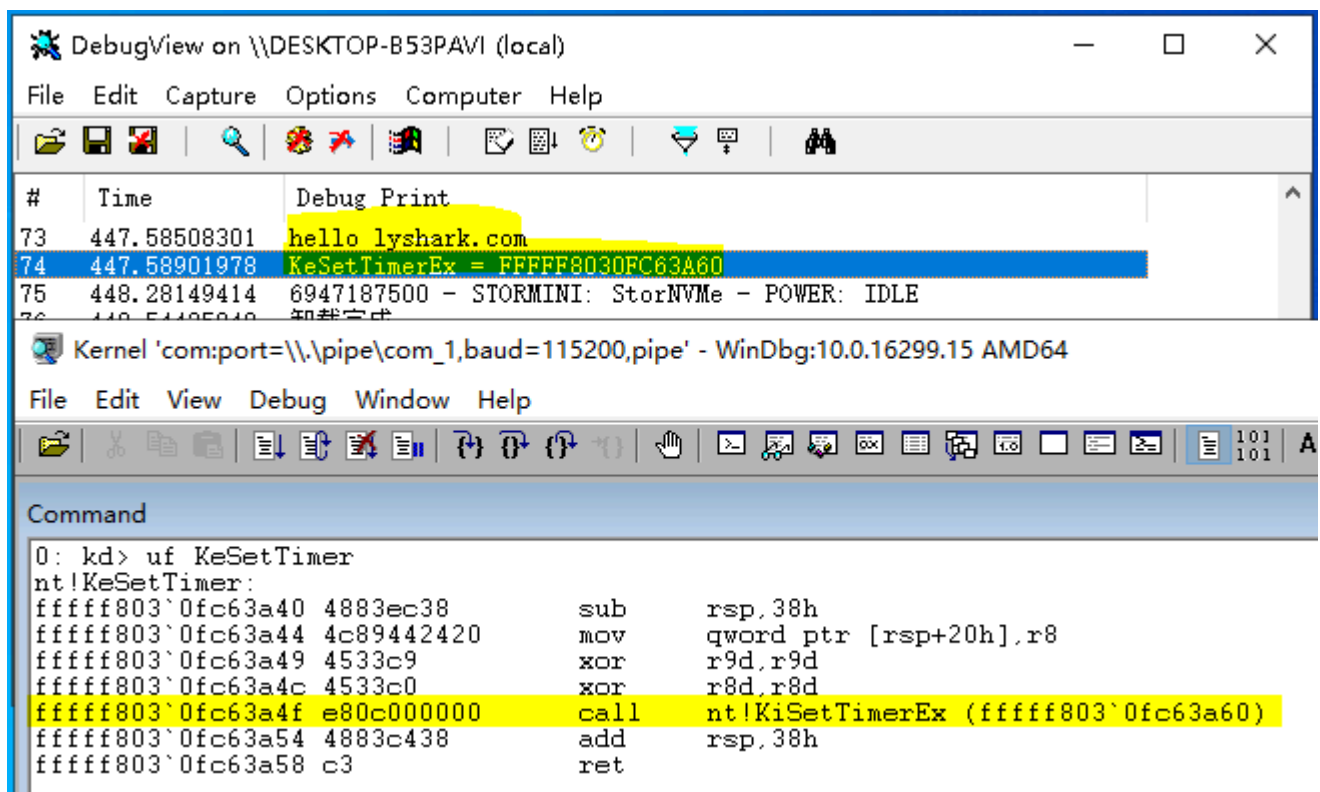 DebugView on \\DESKTOP-B53PAVI (local)
File Edit Capture Options Computer Help
# Time Debug Print
73 447.58508301 hello lyshark.com
74 447.58901978 KeSetTimerEx = FFFFF8030FC63A60
75 448.28149414 6947187500 - STORMINI: StorNVMe - POWER: IDLE
Kernel 'com:port=\\.\pipe\com_1,baud=115200,pipe' - WinDbg:10.0.16299.15 AMD64
File Edit View Debug Window Help
101
101 A
Command
0: kd> uf KeSetTimer
nt!KeSetTimer:
fffff803`0fc63a40 4883ec38 sub rsp,38h
fffff803`0fc63a44 4c89442420 mov qword ptr [rsp+20h],r8
fffff803`0fc63a49 4533c9 xor r9d,r9d
fffff803`0fc63a4c 4533c0 xor r8d,r8d
fffff803`0fc63a4f e80c000000 call nt!KiSetTimerEx (fffff803`0fc63a60)
fffff803`0fc63a54 4883c438 add rsp,38h
fffff803`0fc63a58 c3 ret